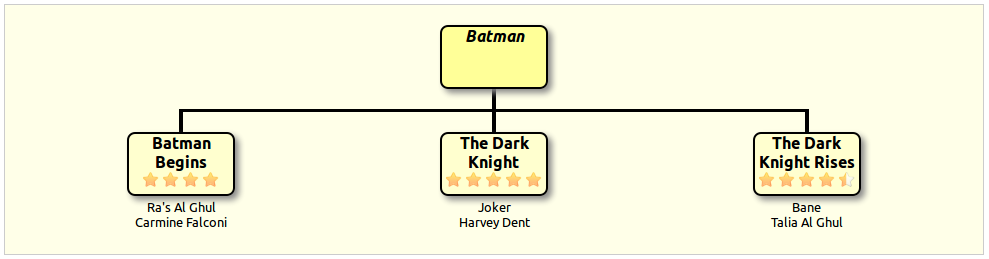 Batman
Batman
Begins
Ra's Al Ghul
Carmine Falconi
The Dark
Knight
Joker
Harvey Dent
The Dark
Knight Rises
Bane
Talia Al Ghul